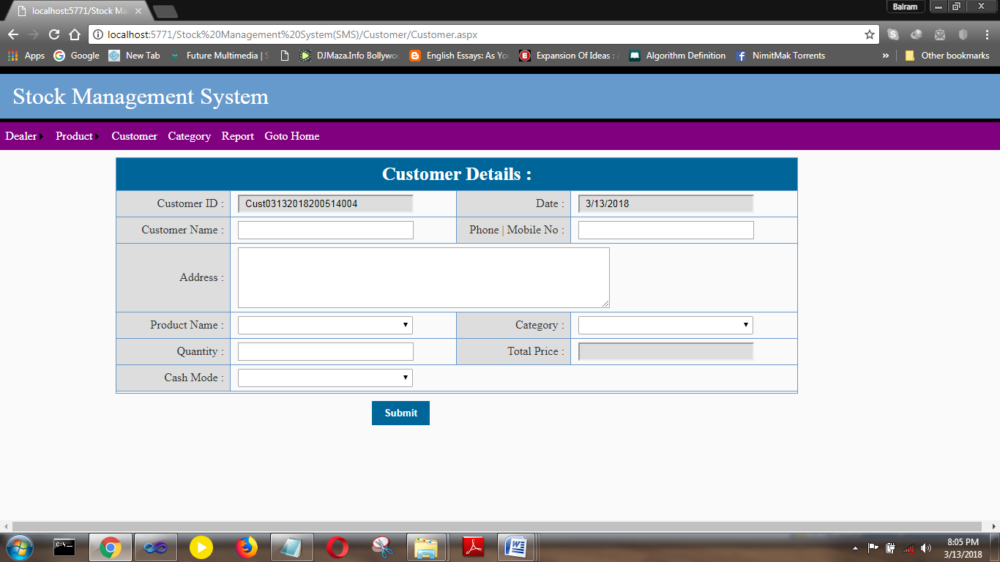 localhost:5771/Stock Ma
Balram
localhost:5771/Stock%20Management%20System(SMS)/Customer/Customer.aspx
Apps Google New Tab Future Multimedia | S DJMaza.Info Bollywo English Essays: As Yo Expansion Of Ideas : Algorithm Definition NimitMak Torrents » Other bookmarks
Stock Management System
Dealer Product Customer Category Report Goto Home
Customer Details :
Customer ID : Cust03132018200514004 Date : 3/13/2018
Customer Name : Phone | Mobile No :
Address :
Product Name : Category :
Quantity : Total Price :
Cash Mode :
Submit
C:\
8:05 PM
3/13/2018